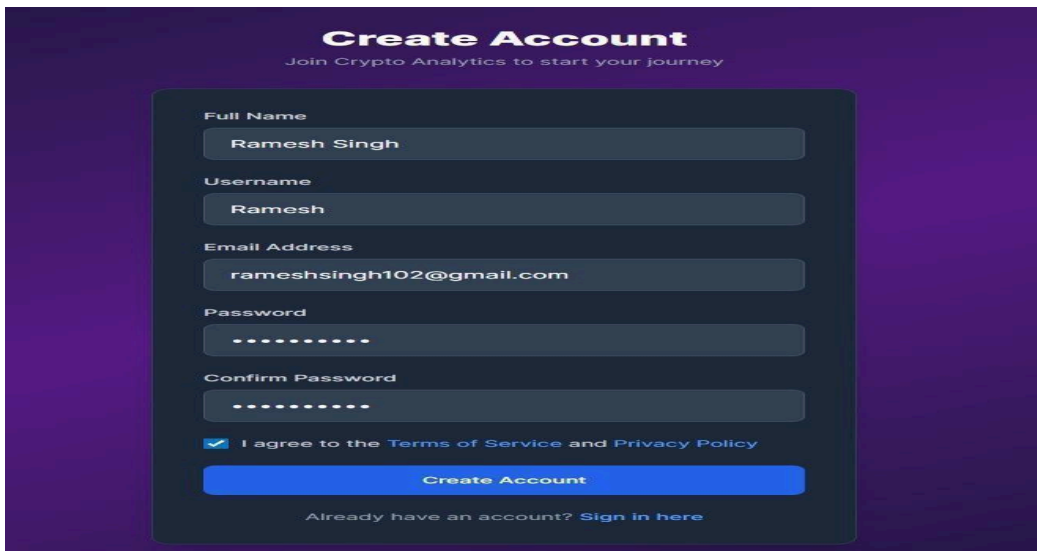 Create Account
Join Crypto Analytics to start your journey
Full Name
Ramesh Singh
Username
Ramesh
Email Address
rameshsingh102@gmail.com
Password
••••••••••
Confirm Password
••••••••••
I agree to the Terms of Service and Privacy Policy
Create Account
Already have an account? Sign in here